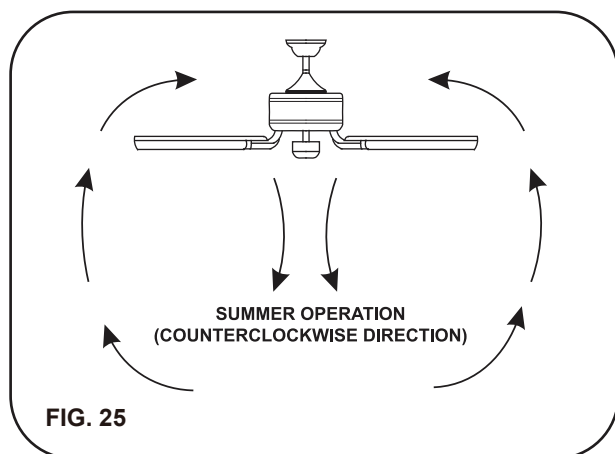 SUMMER OPERATION
(COUNTERCLOCKWISE DIRECTION)
FIG. 25